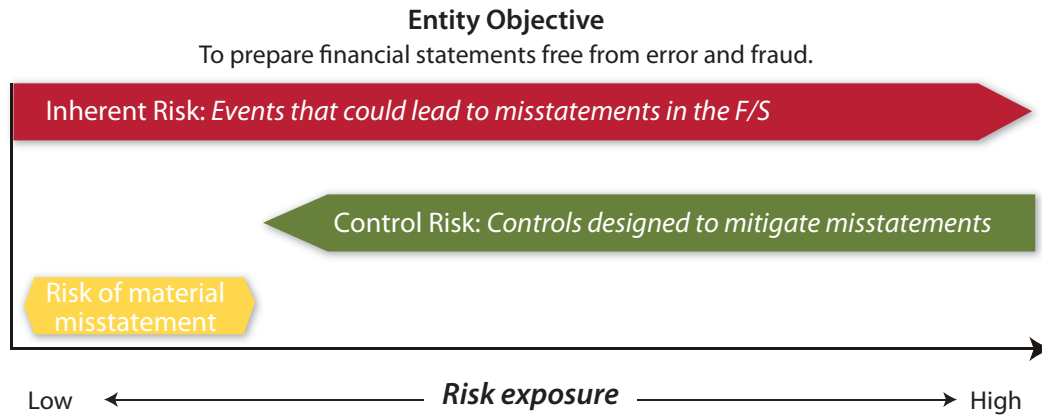 Entity Objective
To prepare financial statements free from error and fraud.
Inherent Risk: Events that could lead to misstatements in the F/S
Control Risk: Controls designed to mitigate misstatements
Risk of material
misstatement
Low Risk exposure High